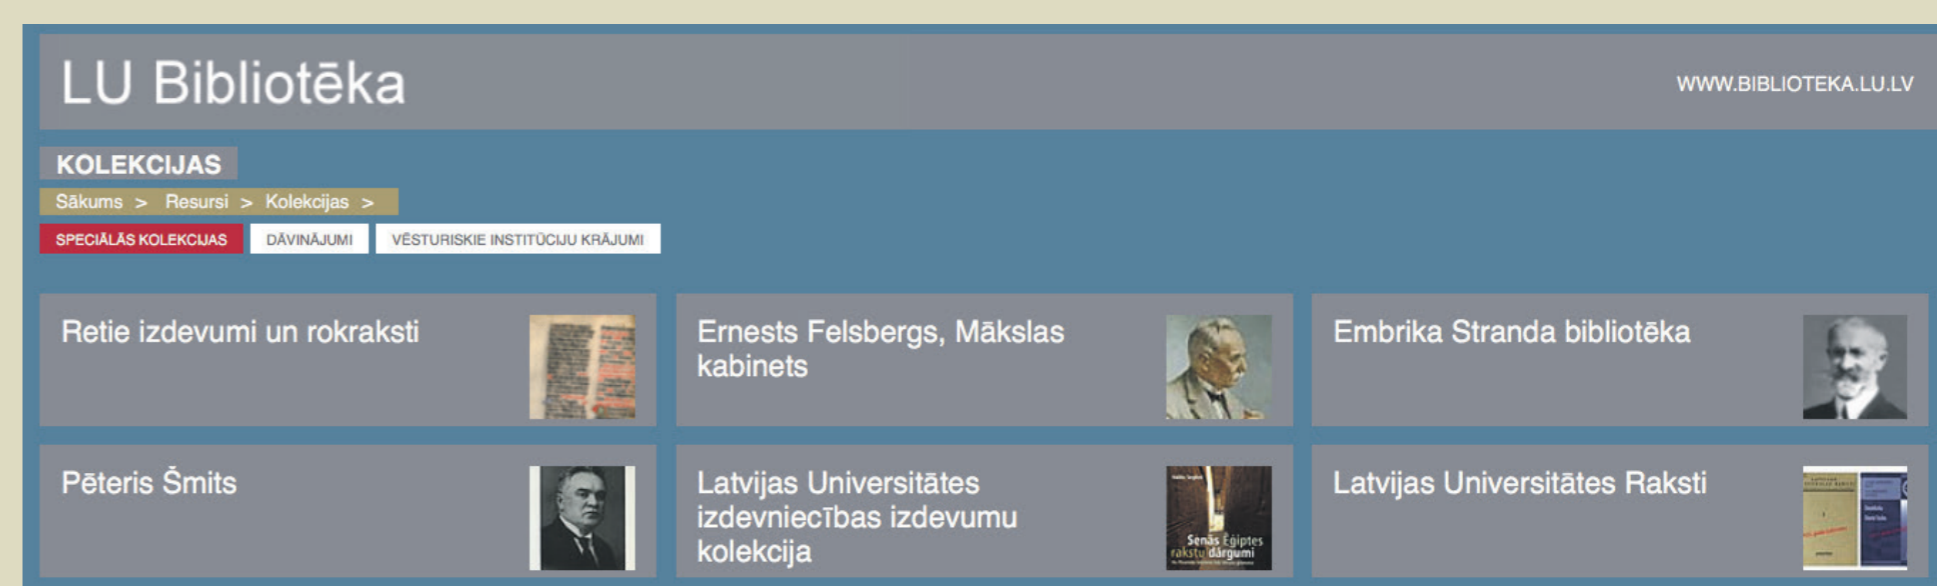 LU Bibliotēka
WWW.BIBLIOTEKA.LU.LV
KOLEKCIJAS
Sākums > Resursi > Kolekcijas >
SPECIĀLĀS KOLEKCIJAS DĀVINĀJUMI VĒSTURISKIE INSTITŪCIJU KRĀJUMI
Retie izdevumi un rokraksti
Ernests Felsbergs, Mākslas
kabinets
Embrika Stranda bibliotēka
Pēteris Šmits
Latvijas Universitātes
izdevniecības izdevumu
kolekcija
Senās Ēģiptes
rakstu dārgumi
Latvijas Universitātes Raksti